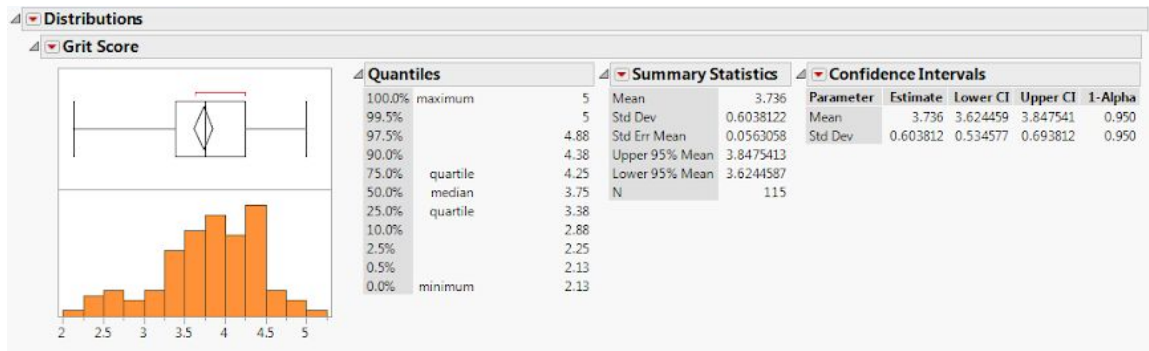 Distributions
Grit Score
2 2.5 3 3.5 4 4.5 5
Quantiles
100.0% maximum 5
99.5% 5
97.5% 4.88
90.0% 4.38
75.0% quartile 4.25
50.0% median 3.75
25.0% quartile 3.38
10.0% 2.88
2.5% 2.25
0.5% 2.13
0.0% minimum 2.13
Summary Statistics
Mean 3.736
Std Dev 0.6038122
Std Err Mean 0.0563058
Upper 95% Mean 3.8475413
Lower 95% Mean 3.6244587
N 115
Confidence Intervals
Parameter Estimate Lower CI Upper CI 1-Alpha
Mean 3.736 3.624459 3.847541 0.950
Std Dev 0.603812 0.534577 0.693812 0.950